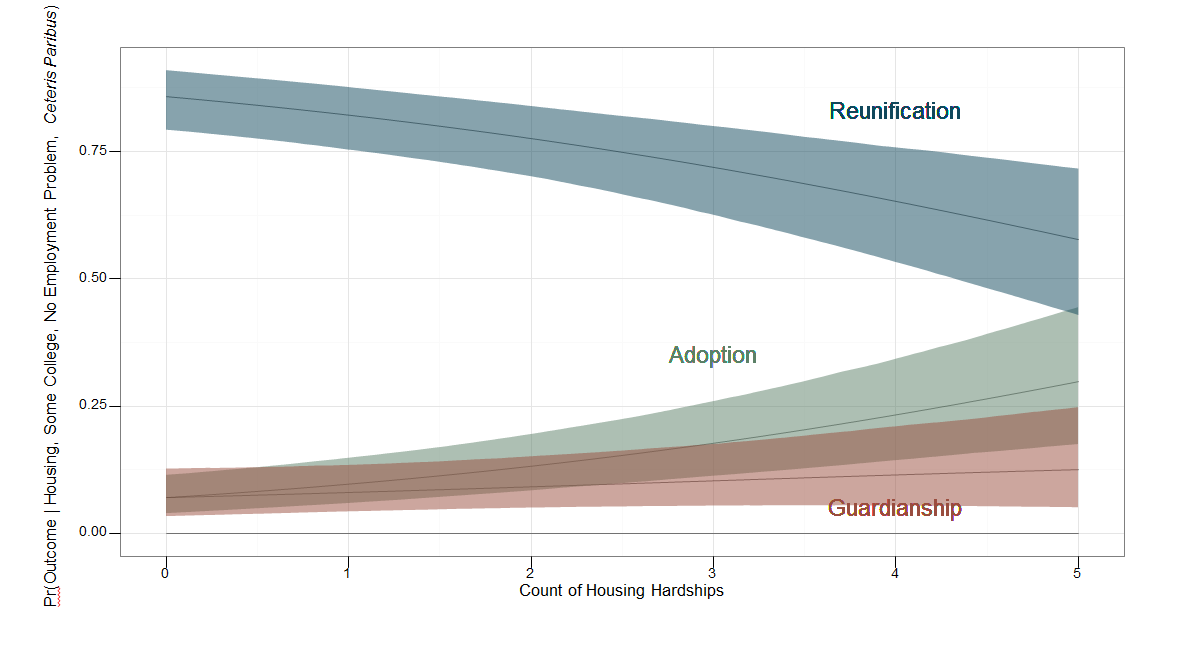 Pr(Outcome | Housing, Some College, No Employment Problem, Ceteris Paribus)
Reunification
0.75
0.50
Adoption
0.25
Guardianship
0.00
0 1 2 3 4 5
Count of Housing Hardships